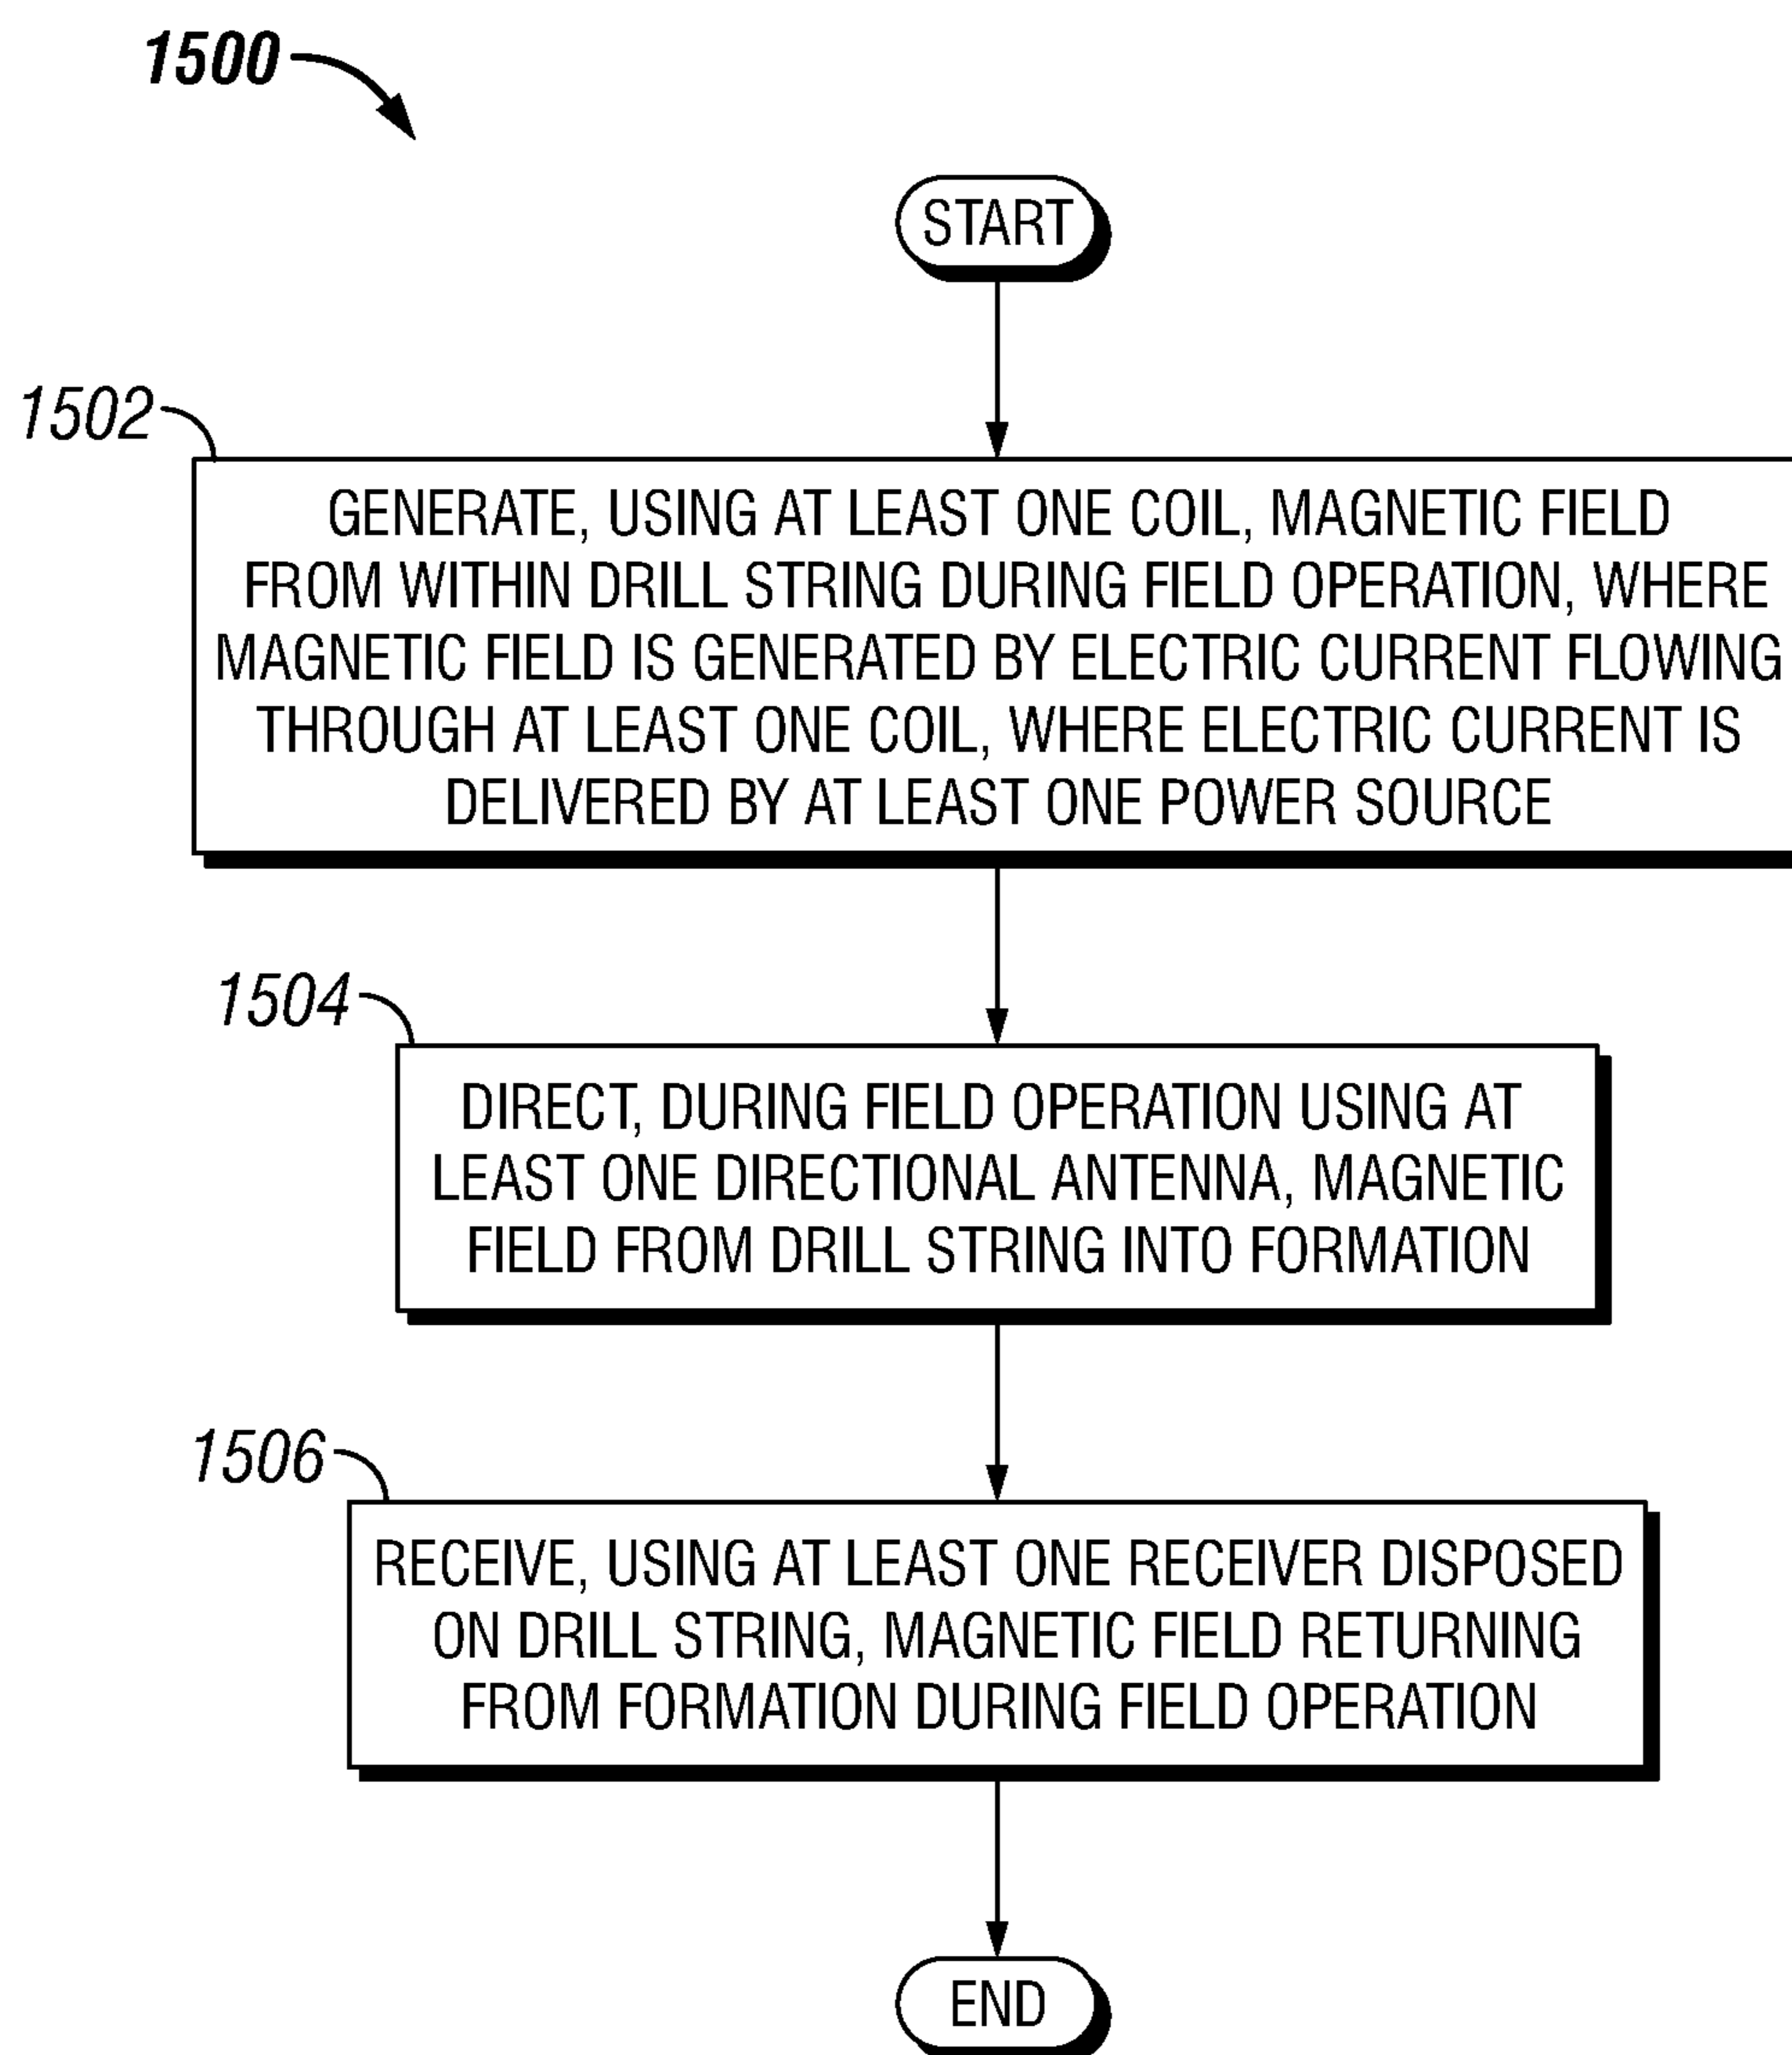 1500
START
1502
GENERATE, USING AT LEAST ONE COIL, MAGNETIC FIELD
FROM WITHIN DRILL STRING DURING FIELD OPERATION, WHERE
MAGNETIC FIELD IS GENERATED BY ELECTRIC CURRENT FLOWING
THROUGH AT LEAST ONE COIL, WHERE ELECTRIC CURRENT IS
DELIVERED BY AT LEAST ONE POWER SOURCE
1504
DIRECT, DURING FIELD OPERATION USING AT
LEAST ONE DIRECTIONAL ANTENNA, MAGNETIC
FIELD FROM DRILL STRING INTO FORMATION
1506
RECEIVE, USING AT LEAST ONE RECEIVER DISPOSED
ON DRILL STRING, MAGNETIC FIELD RETURNING
FROM FORMATION DURING FIELD OPERATION
END